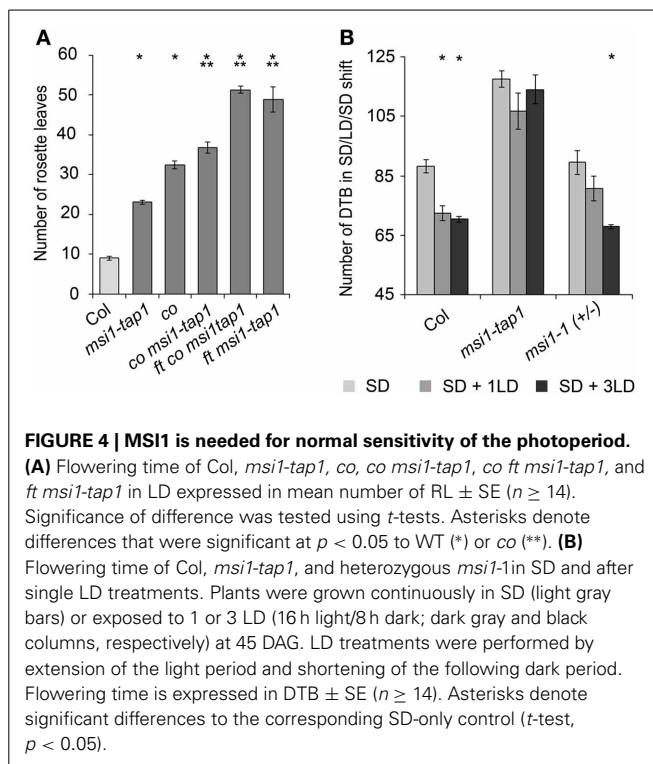 A
B
Number of rosette leaves
60
50
40
30
20
10
0
* * * * *
** ** **
Col
msi1-tap1
co
co msi1-tap1
ft co msi1tap1
ft msi1-tap1
Number of DTB in SD/LD/SD shift
125
105
85
65
45
* * *
Col
msi1-tap1
msi1-1 (+/-)
SD SD + 1LD SD + 3LD
FIGURE 4 | MSI1 is needed for normal sensitivity of the photoperiod.
(A) Flowering time of Col, msi1-tap1, co, co msi1-tap1, co ft msi1-tap1, and
ft msi1-tap1 in LD expressed in mean number of RL ± SE (n ≥ 14).
Significance of difference was tested using t-tests. Asterisks denote
differences that were significant at p < 0.05 to WT (*) or co (**). (B)
Flowering time of Col, msi1-tap1, and heterozygous msi1-1in SD and after
single LD treatments. Plants were grown continuously in SD (light gray
bars) or exposed to 1 or 3 LD (16 h light/8 h dark; dark gray and black
columns, respectively) at 45 DAG. LD treatments were performed by
extension of the light period and shortening of the following dark period.
Flowering time is expressed in DTB ± SE (n ≥ 14). Asterisks denote
significant differences to the corresponding SD-only control (t-test,
p < 0.05).